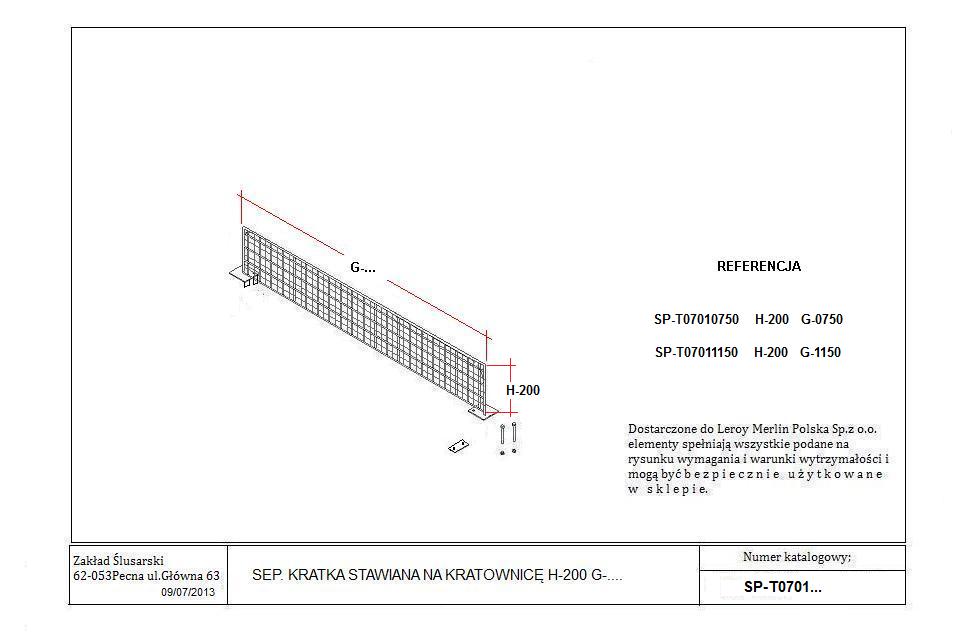 G-...
H-200
REFERENCJA
SP-T07010750 H-200 G-0750
SP-T07011150 H-200 G-1150
Dostarczone do Leroy Merlin Polska Sp.z o.o.
elementy spełniają wszystkie podane na
rysunku wymagania i warunki wytrzymałości i
mogą być b e z p i e c z n i e u ż y t k o w a n e
w s k l e p i e.
Zakład Ślusarski
62-053Pecna ul.Główna 63
09/07/2013
SEP. KRATKA STAWIANA NA KRATOWNICĘ H-200 G-....
Numer katalogowy;
SP-T0701...